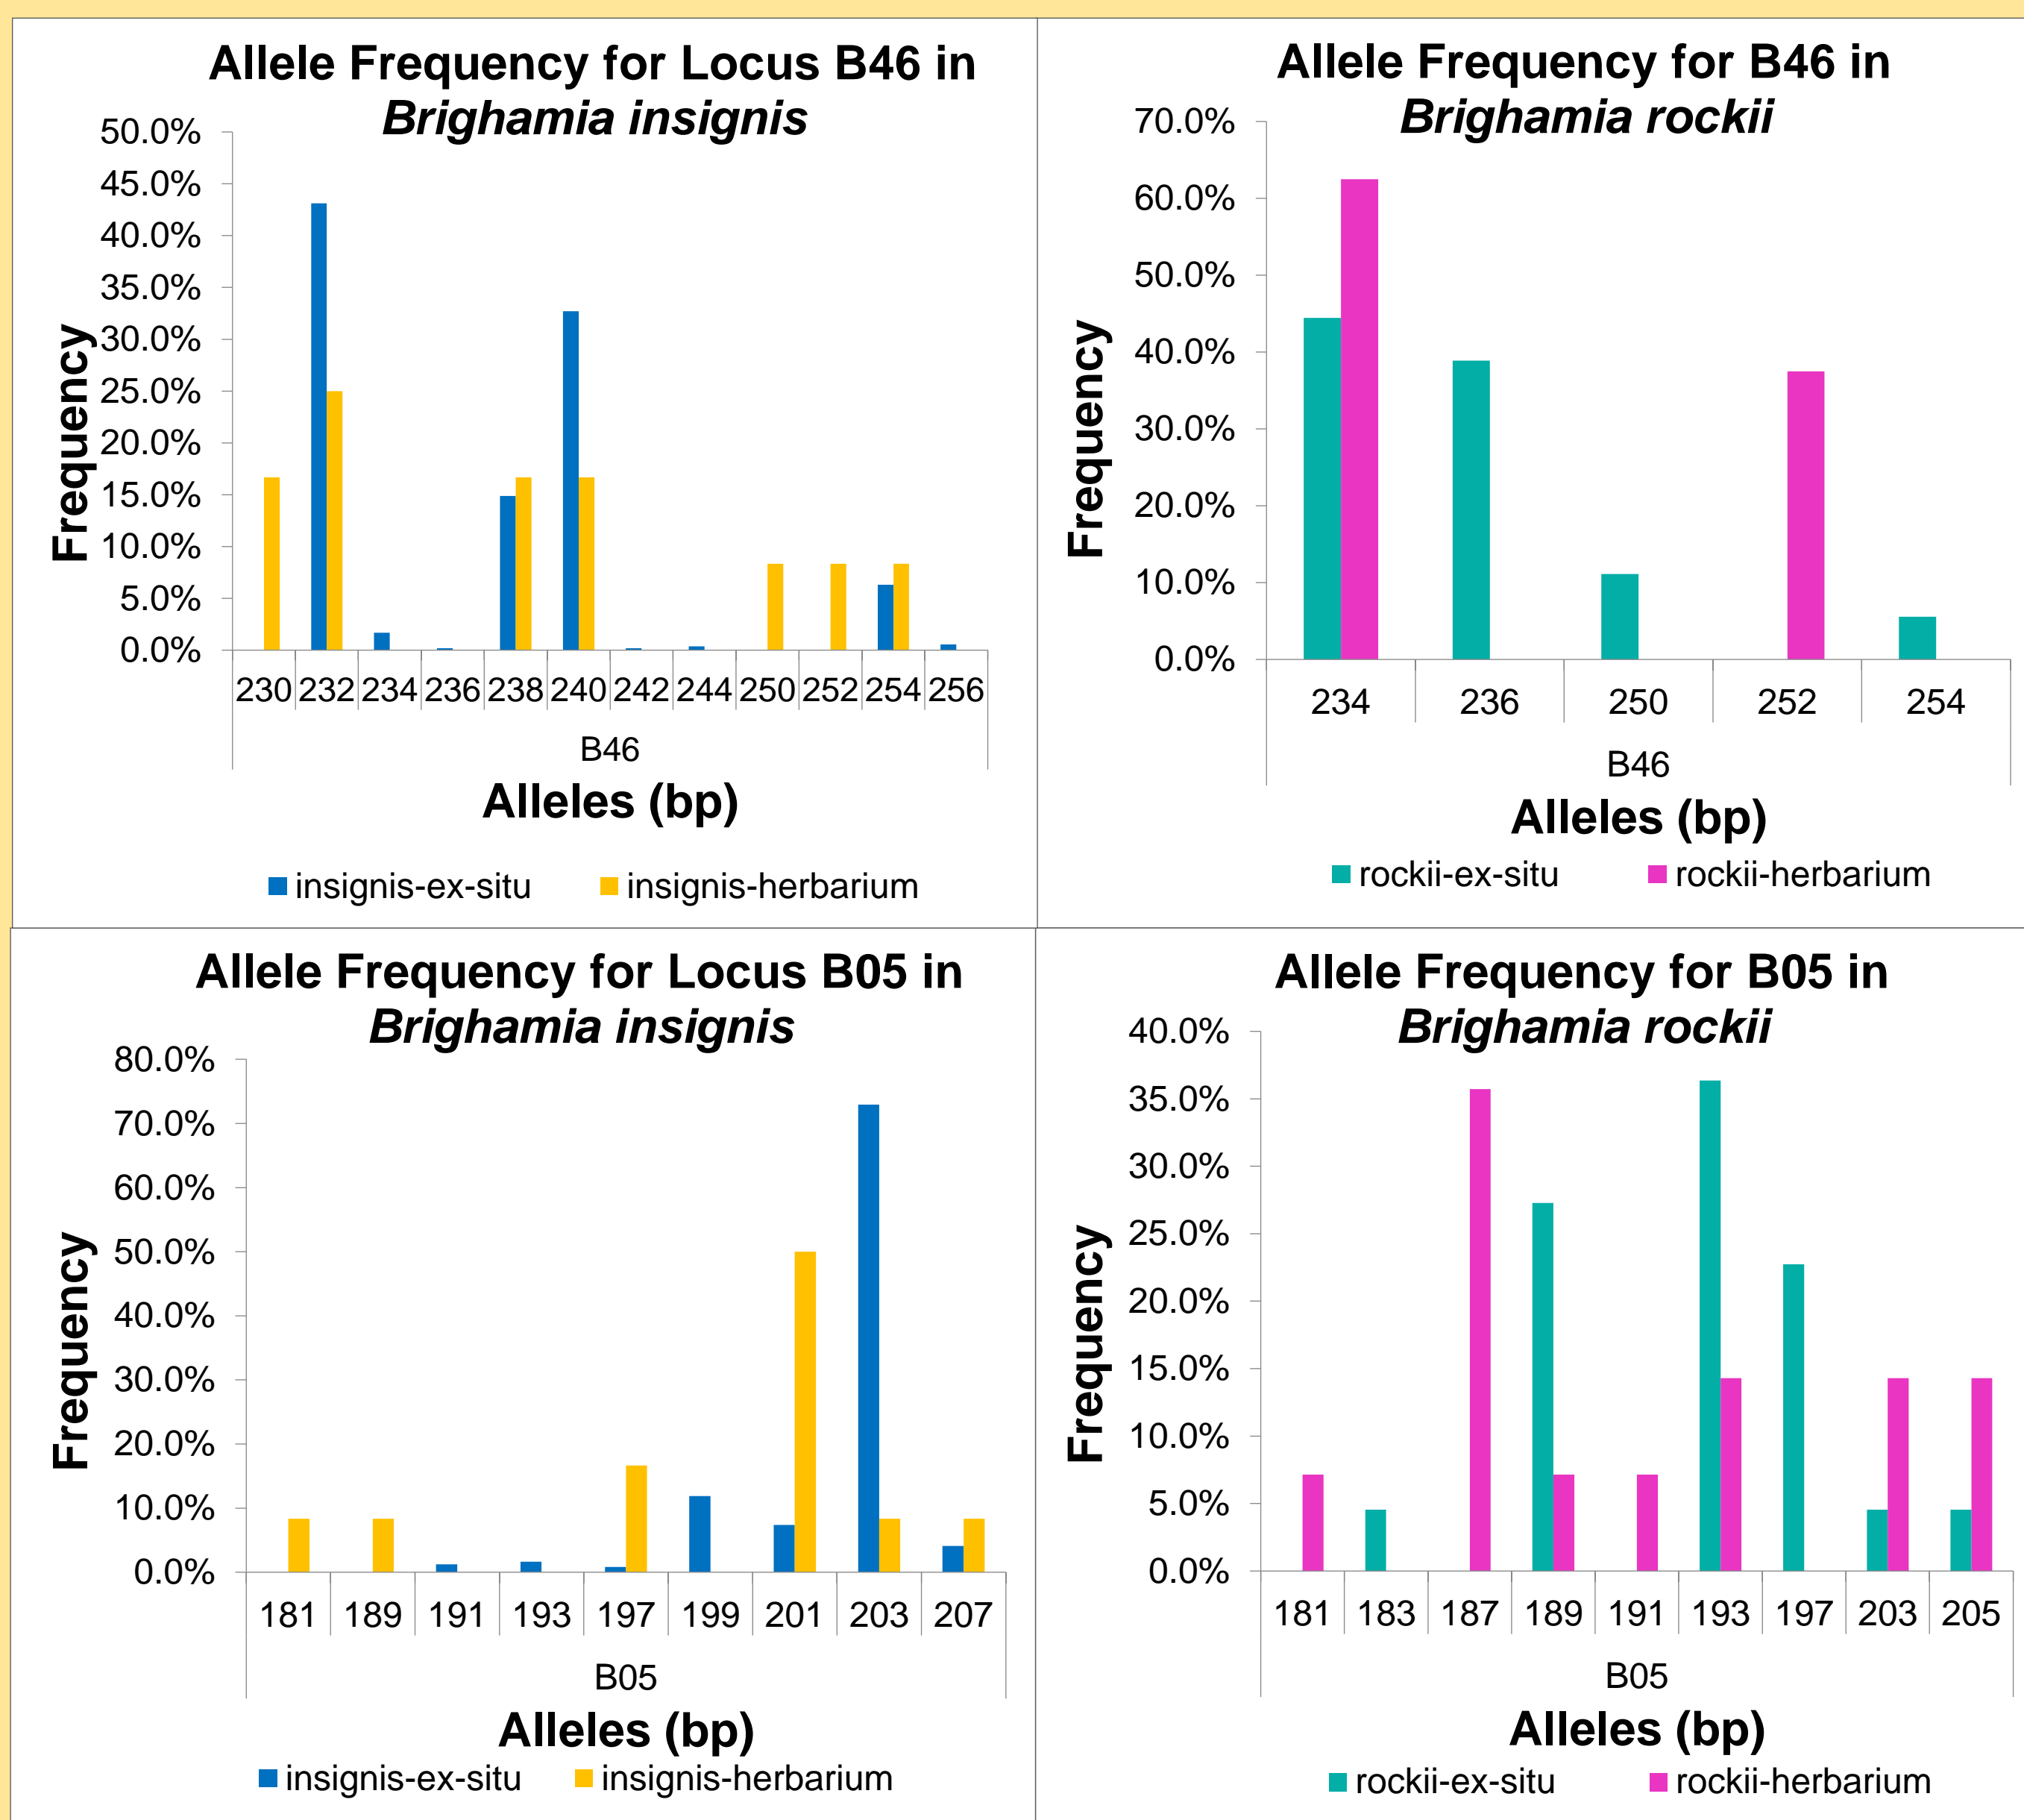 Allele Frequency for Locus B46 in
Brighamia insignis
50.0%
45.0%
40.0%
35.0%
30.0%
25.0%
20.0%
15.0%
10.0%
5.0%
0.0%
Frequency
230 232 234 236 238 240 242 244 250 252 254 256
B46
Alleles (bp)
insignis-ex-situ insignis-herbarium
Allele Frequency for B46 in
Brighamia rockii
70.0%
60.0%
50.0%
40.0%
30.0%
20.0%
10.0%
0.0%
Frequency
234 236 250 252 254
B46
Alleles (bp)
rockii-ex-situ rockii-herbarium
Allele Frequency for Locus B05 in
Brighamia insignis
80.0%
70.0%
60.0%
50.0%
40.0%
30.0%
20.0%
10.0%
0.0%
Frequency
181 189 191 193 197 199 201 203 207
B05
Alleles (bp)
insignis-ex-situ insignis-herbarium
Allele Frequency for B05 in
Brighamia rockii
40.0%
35.0%
30.0%
25.0%
20.0%
15.0%
10.0%
5.0%
0.0%
Frequency
181 183 187 189 191 193 197 203 205
B05
Alleles (bp)
rockii-ex-situ rockii-herbarium